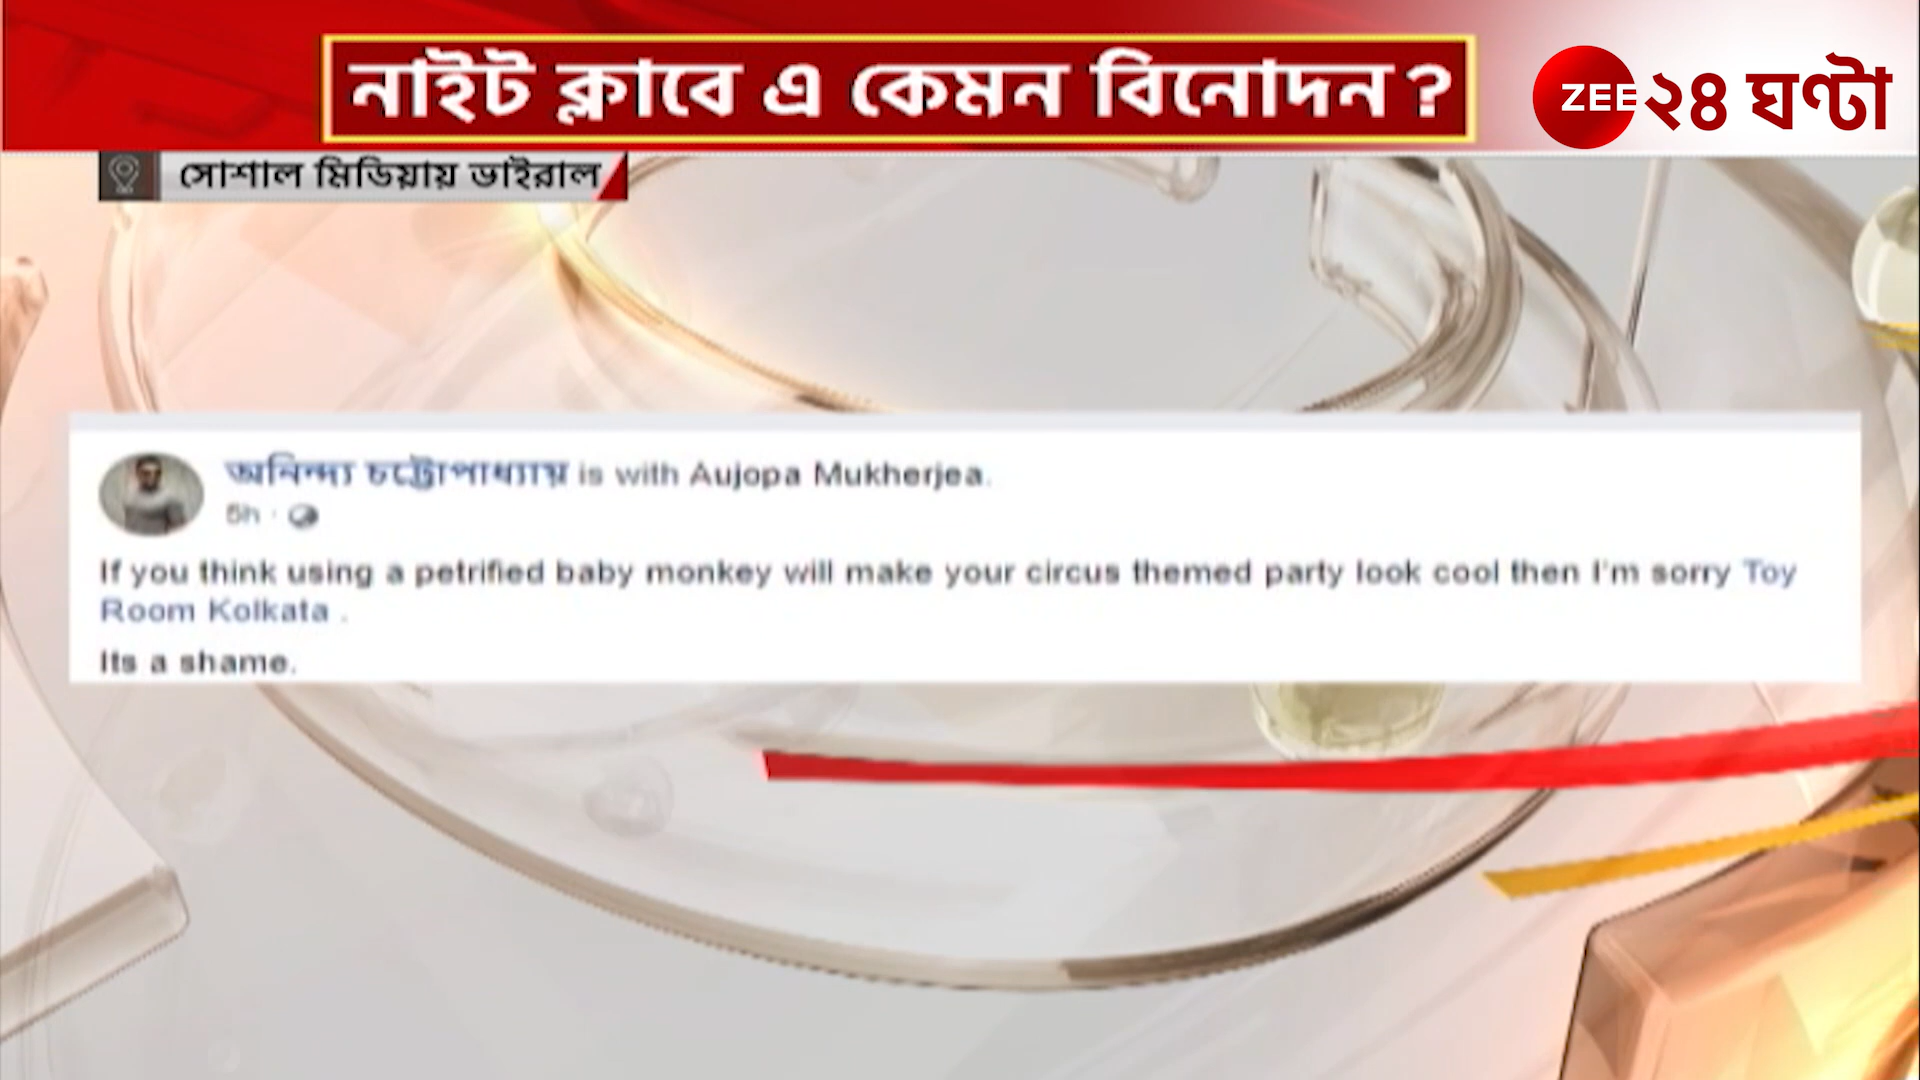 নাইট ক্লাবে এ কেমন বিনোদন?
ZEE ২৪ ঘণ্টা
সোশাল মিডিয়ায় ভাইরাল
অনিন্দ্য চট্টোপাধ্যায় is with Aujopa Mukherjea.
5h ·
If you think using a petrified baby monkey will make your circus themed party look cool then I'm sorry Toy
Room Kolkata .
Its a shame.